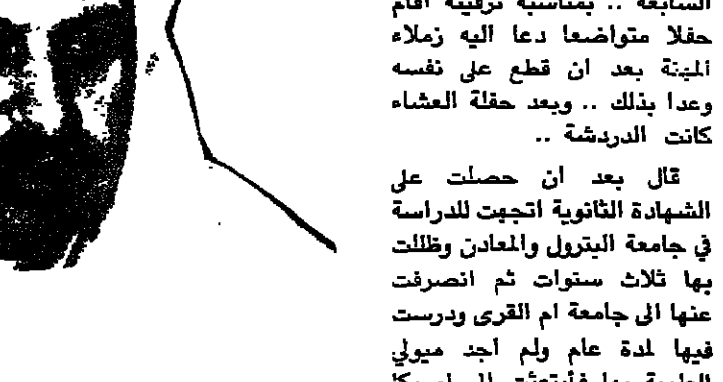 السابعة .. بمناسبة ترقيته اقام
حفلا متواضعا دعا اليه زملاء
المهنة بعد ان قطع على نفسه
وعدا بذلك .. وبعد حفلة العشاء
كانت الدردشة ..
قال بعد ان حصلت على
الشهادة الثانوية اتجهت للدراسة
في جامعة البترول والمعادن وظللت
بها ثلاث سنوات ثم انصرفت
عنها الى جامعة ام القرى ودرست
فيها لمدة عام ولم اجد ميولي